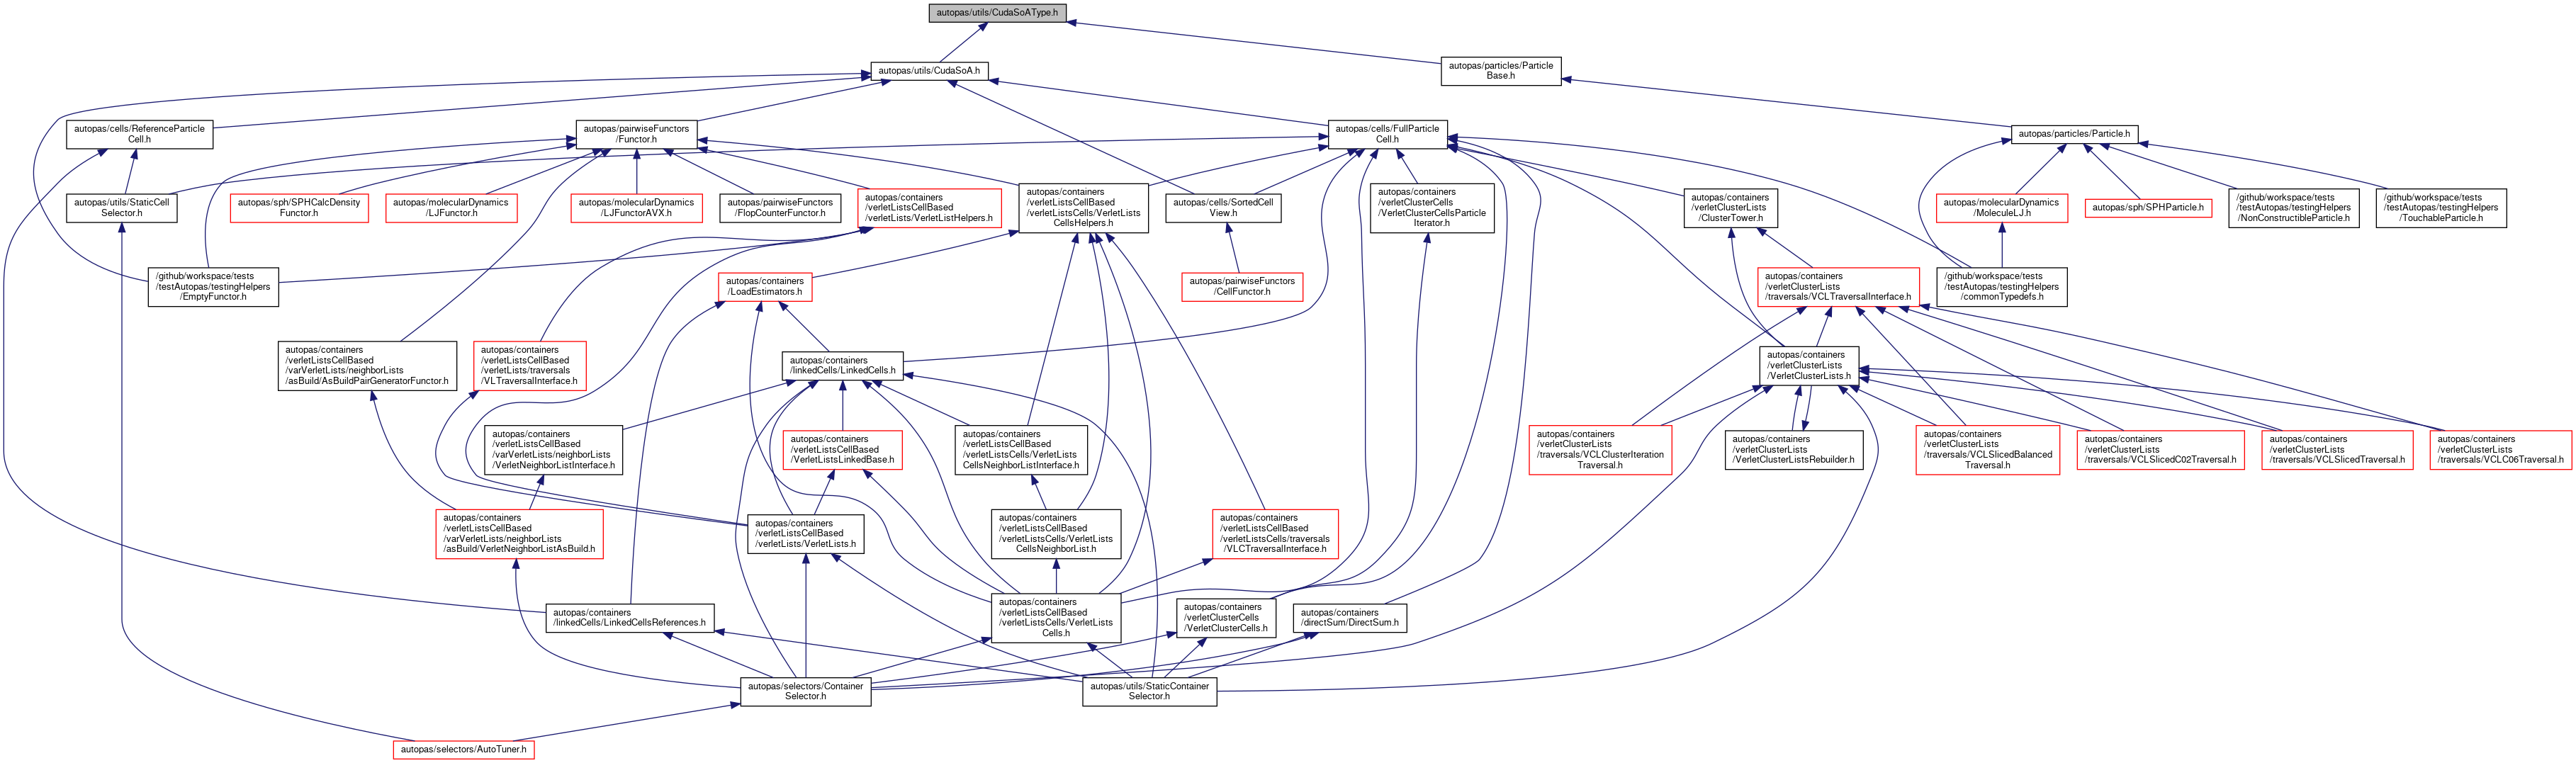 autopas/utils/CudaSoAType.h
autopas/utils/CudaSoA.h
autopas/particles/Particle
Base.h
autopas/cells/ReferenceParticle
Cell.h
autopas/pairwiseFunctors
/Functor.h
autopas/cells/FullParticle
Cell.h
autopas/particles/Particle.h
autopas/utils/StaticCell
Selector.h
autopas/sph/SPHCalcDensity
Functor.h
autopas/molecularDynamics
/LJFunctor.h
autopas/molecularDynamics
/LJFunctorAVX.h
autopas/pairwiseFunctors
/FlopCounterFunctor.h
autopas/containers
/verletListsCellBased
/verletLists/VerletListHelpers.h
autopas/containers
/verletListsCellBased
/verletListsCells/VerletLists
CellsHelpers.h
autopas/cells/SortedCell
View.h
autopas/containers
/verletClusterCells
/VerletClusterCellsParticle
Iterator.h
autopas/containers
/verletClusterLists
/ClusterTower.h
autopas/molecularDynamics
/MoleculeLJ.h
autopas/sph/SPHParticle.h
/github/workspace/tests
/testAutopas/testingHelpers
/NonConstructibleParticle.h
/github/workspace/tests
/testAutopas/testingHelpers
/TouchableParticle.h
/github/workspace/tests
/testAutopas/testingHelpers
/EmptyFunctor.h
autopas/containers
/LoadEstimators.h
autopas/pairwiseFunctors
/CellFunctor.h
autopas/containers
/verletClusterLists
/traversals/VCLTraversalInterface.h
/github/workspace/tests
/testAutopas/testingHelpers
/commonTypedefs.h
autopas/containers
/verletListsCellBased
/varVerletLists/neighborLists
/asBuild/AsBuildPairGeneratorFunctor.h
autopas/containers
/verletListsCellBased
/verletLists/traversals
/VLTraversalInterface.h
autopas/containers
/linkedCells/LinkedCells.h
autopas/containers
/verletClusterLists
/VerletClusterLists.h
autopas/containers
/verletListsCellBased
/varVerletLists/neighborLists
/VerletNeighborListInterface.h
autopas/containers
/verletListsCellBased
/VerletListsLinkedBase.h
autopas/containers
/verletListsCellBased
/verletListsCells/VerletLists
CellsNeighborListInterface.h
autopas/containers
/verletClusterLists
/traversals/VCLClusterIteration
Traversal.h
autopas/containers
/verletClusterLists
/VerletClusterListsRebuilder.h
autopas/containers
/verletClusterLists
/traversals/VCLSlicedBalanced
Traversal.h
autopas/containers
/verletClusterLists
/traversals/VCLSlicedC02Traversal.h
autopas/containers
/verletClusterLists
/traversals/VCLSlicedTraversal.h
autopas/containers
/verletClusterLists
/traversals/VCLC06Traversal.h
autopas/containers
/verletListsCellBased
/varVerletLists/neighborLists
/asBuild/VerletNeighborListAsBuild.h
autopas/containers
/verletListsCellBased
/verletLists/VerletLists.h
autopas/containers
/verletListsCellBased
/verletListsCells/VerletLists
CellsNeighborList.h
autopas/containers
/verletListsCellBased
/verletListsCells/traversals
/VLCTraversalInterface.h
autopas/containers
/linkedCells/LinkedCellsReferences.h
autopas/containers
/verletListsCellBased
/verletListsCells/VerletLists
Cells.h
autopas/containers
/verletClusterCells
/VerletClusterCells.h
autopas/containers
/directSum/DirectSum.h
autopas/selectors/Container
Selector.h
autopas/utils/StaticContainer
Selector.h
autopas/selectors/AutoTuner.h